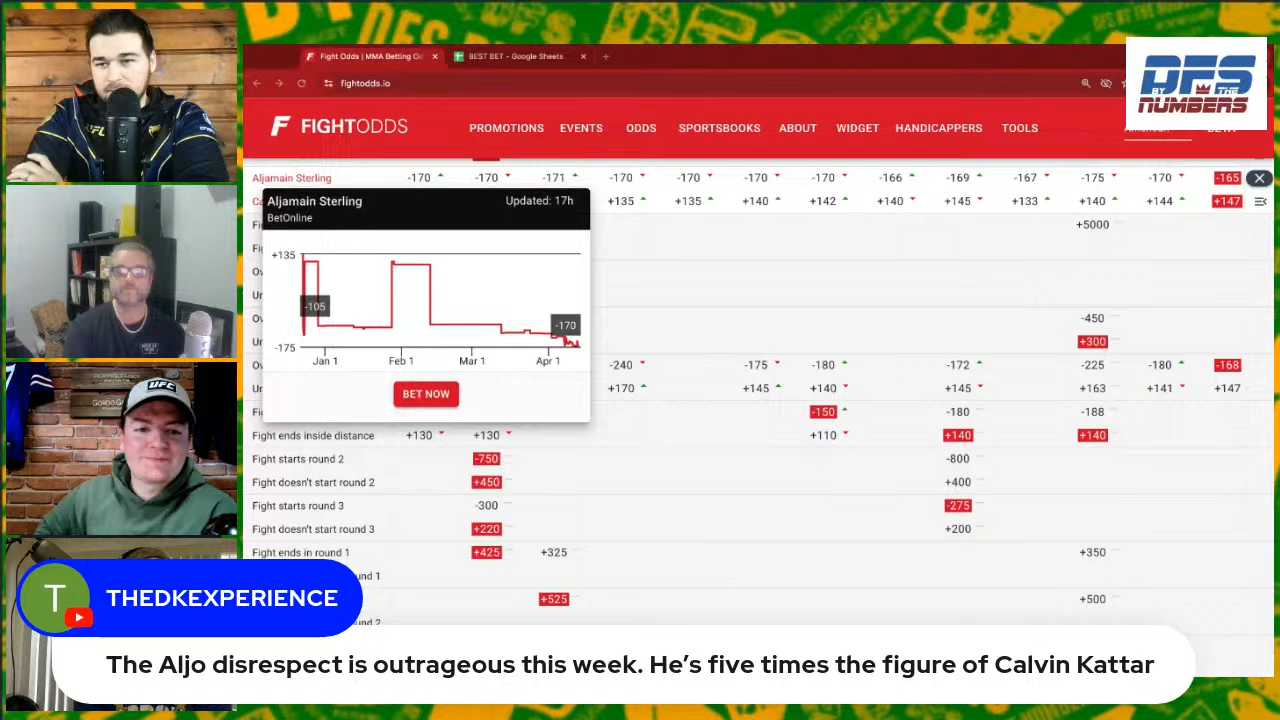 Fight Odds | MMA Betting Od
BEST BET - Google Sheets
fightodds.io
FIGHTODDS
PROMOTIONS EVENTS ODDS SPORTSBOOKS ABOUT WIDGET HANDICAPPERS TOOLS
DFS
BY THE
NUMBERS
Aljamain Sterling -170 -170 -171 -170 -170 -170 -170 -166 -169 -167 -175 -170 -165
+135 +135 +140 +142 +140 +145 +133 +140 +144 +147
Aljamain Sterling Updated: 17h
BetOnline
+135
-105
-170
-175
Jan 1 Feb 1 Mar 1 Apr 1
BET NOW
+5000
-450
+300
-240 -175 -180 -172 -225 -180 -168
+170 +145 +140 +145 +163 +141 +147
-150 -180 -188
Fight ends inside distance +130 +130 +110 +140 +140
Fight starts round 2 -750 -800
Fight doesn't start round 2 +450 +400
Fight starts round 3 -300 -275
Fight doesn't start round 3 +220 +200
Fight ends in round 1 +425 +325 +350
und 1
+525 +500
und 2
UFC
T
THEDKEXPERIENCE
The Aljo disrespect is outrageous this week. He's five times the figure of Calvin Kattar